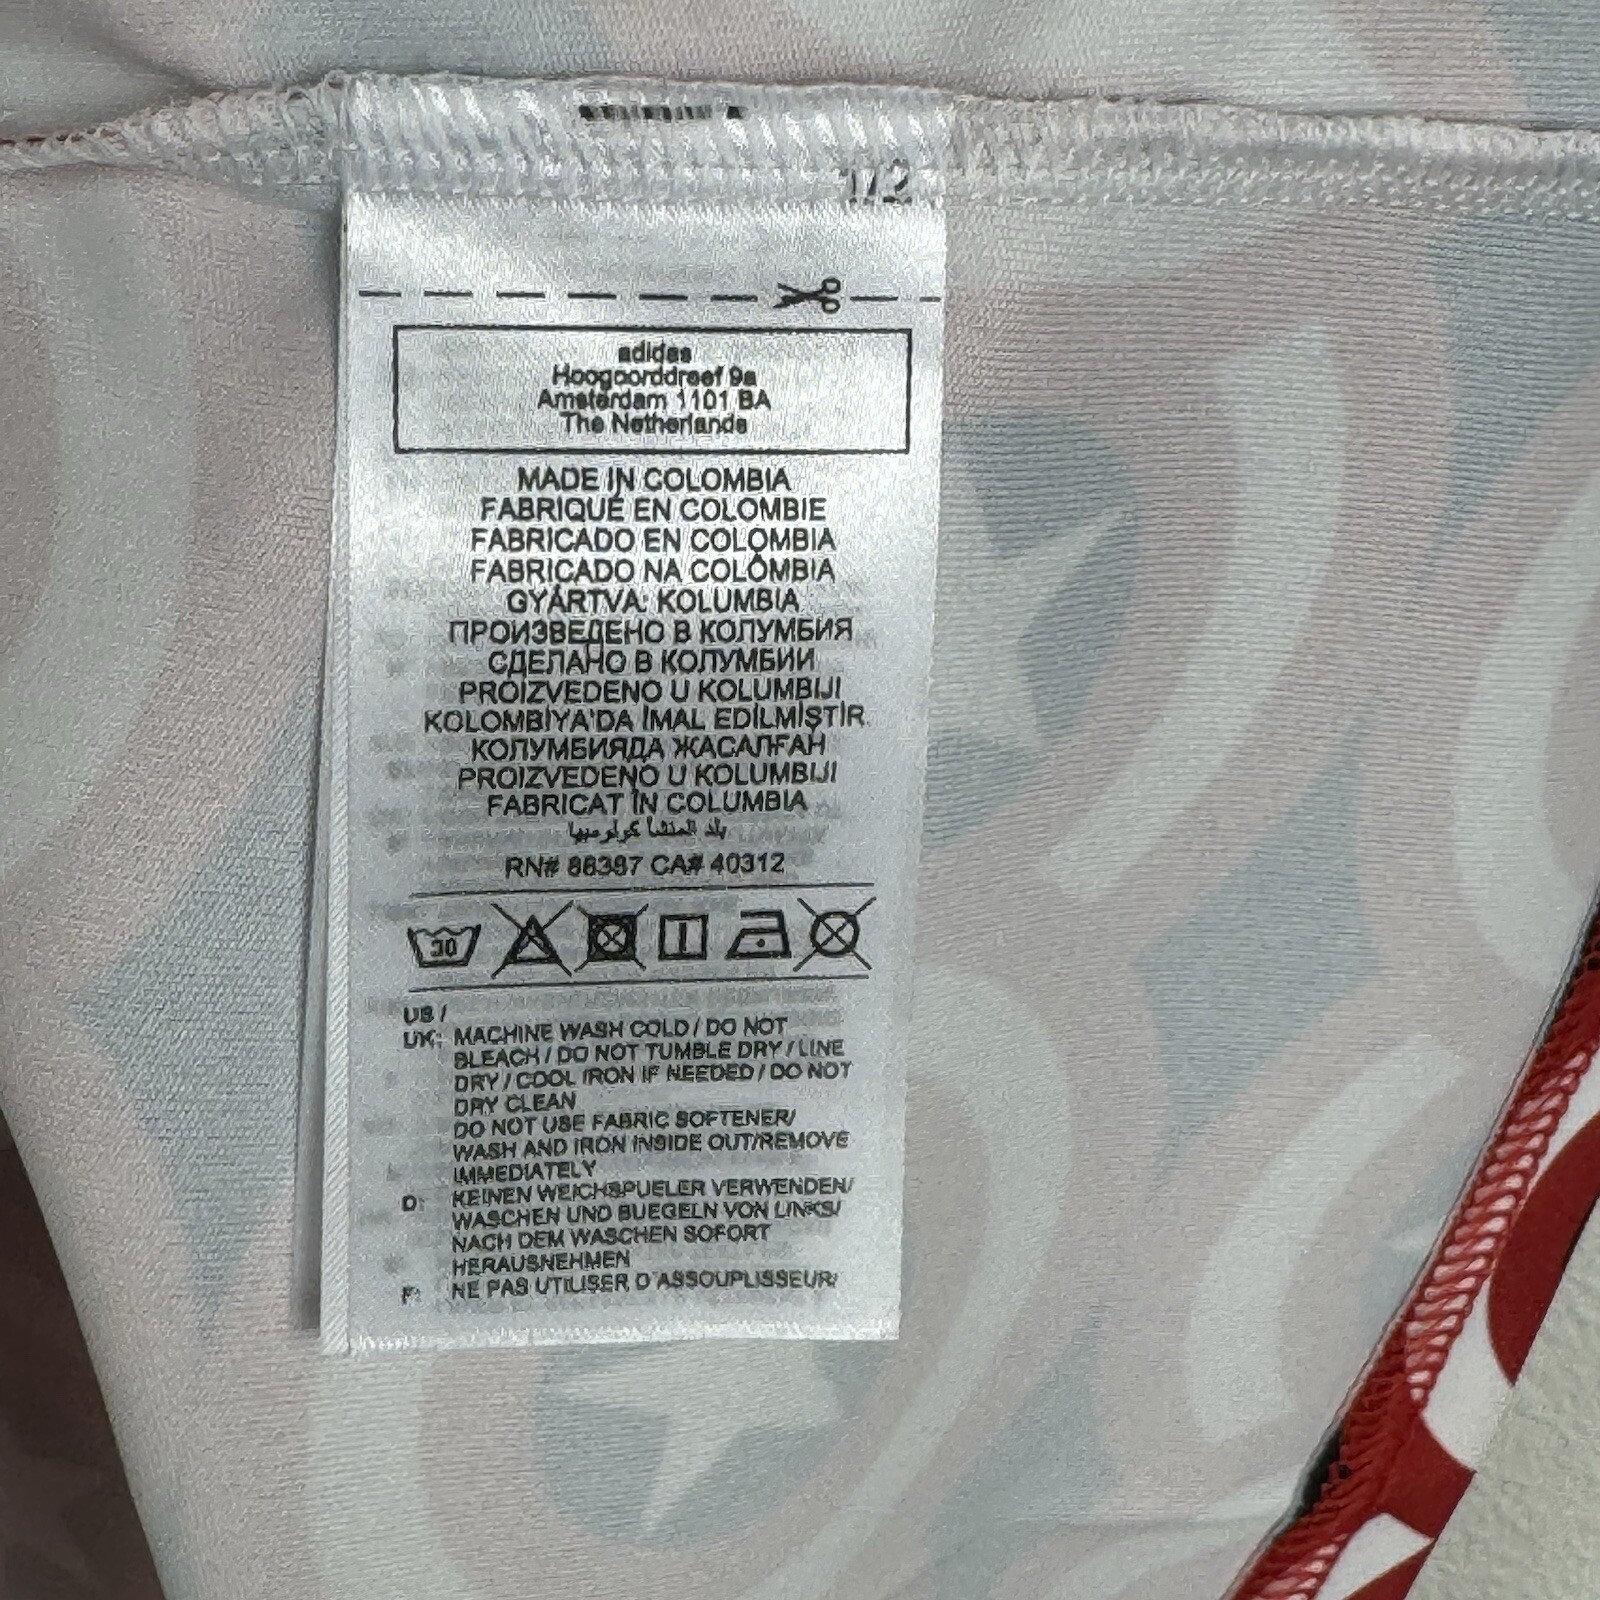 1/2
adidas
Hoogoorddreef 9a
Amsterdam 1101 BA
The Netherlands
MADE IN COLOMBIA
FABRIQUÉ EN COLOMBIE
FABRICADO EN COLOMBIA
FABRICADO NA COLÔMBIA
GYÁRTVA: KOLUMBIA
ПРОИЗВЕДЕНО В КОЛУМБИЯ
СДЕЛАНО В КОЛУМБИИ
PROIZVEDENO U KOLUMBIJI
KOLOMBİYA'DA İMAL EDİLMİŞTİR
КОЛУМБИЯДА ЖАСАЛҒАН
PROIZVEDENO U KOLUMBIJI
FABRICAT ÎN COLUMBIA
بلد المنشأ كولومبيا
RN# 88387 CA# 40312
30
US /
UK: MACHINE WASH COLD / DO NOT
BLEACH / DO NOT TUMBLE DRY / LINE
DRY / COOL IRON IF NEEDED / DO NOT
DRY CLEAN
DO NOT USE FABRIC SOFTENER/
WASH AND IRON INSIDE OUT/REMOVE
IMMEDIATELY
D: KEINEN WEICHSPUELER VERWENDEN/
WASCHEN UND BUEGELN VON LINKS/
NACH DEM WASCHEN SOFORT
HERAUSNEHMEN
F: NE PAS UTILISER D'ASSOUPLISSEUR/